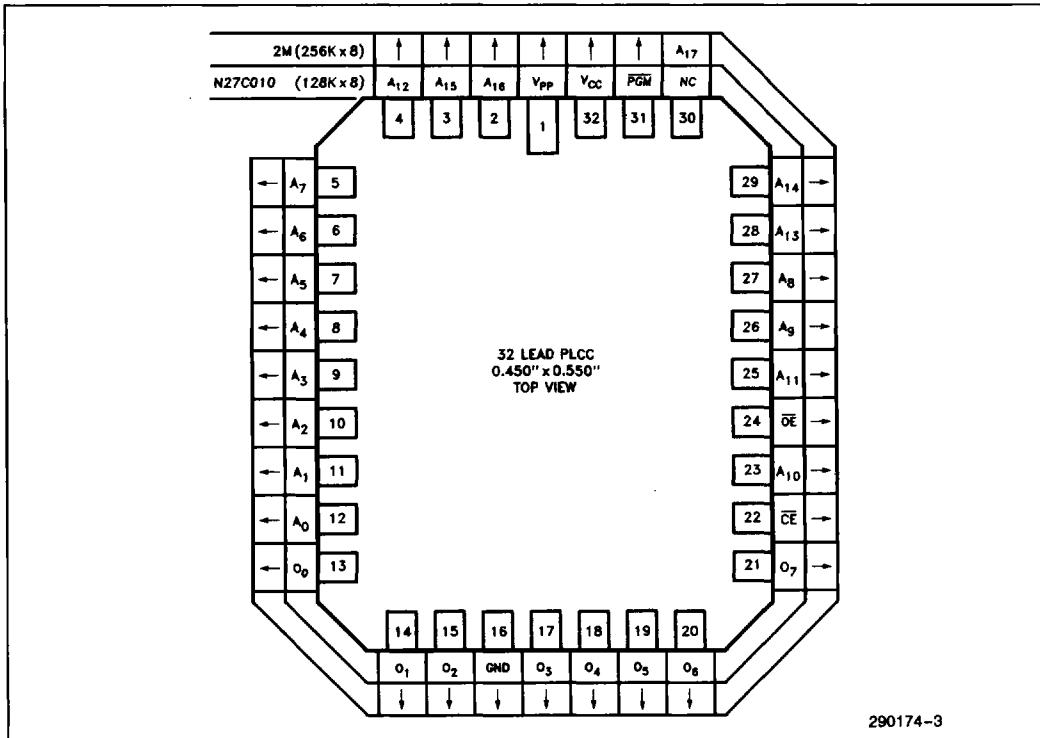 2M (256K x 8) ↑ ↑ ↑ ↑ ↑ ↑ A17
N27C010 (128K x 8) A12 A15 A16 VPP VCC P̅G̅M̅ NC
4 3 2 1 32 31 30
← A7 5 29 A14 →
← A6 6 28 A13 →
← A5 7 27 A8 →
← A4 8 26 A9 →
32 LEAD PLCC
0.450" x 0.550"
TOP VIEW
← A3 9 25 A11 →
← A2 10 24 O̅E̅ →
← A1 11 23 A10 →
← A0 12 22 C̅E̅ →
← O0 13 21 O7 →
14 15 16 17 18 19 20
O1 O2 GND O3 O4 O5 O6
↓ ↓ ↓ ↓ ↓ ↓ ↓
290174-3